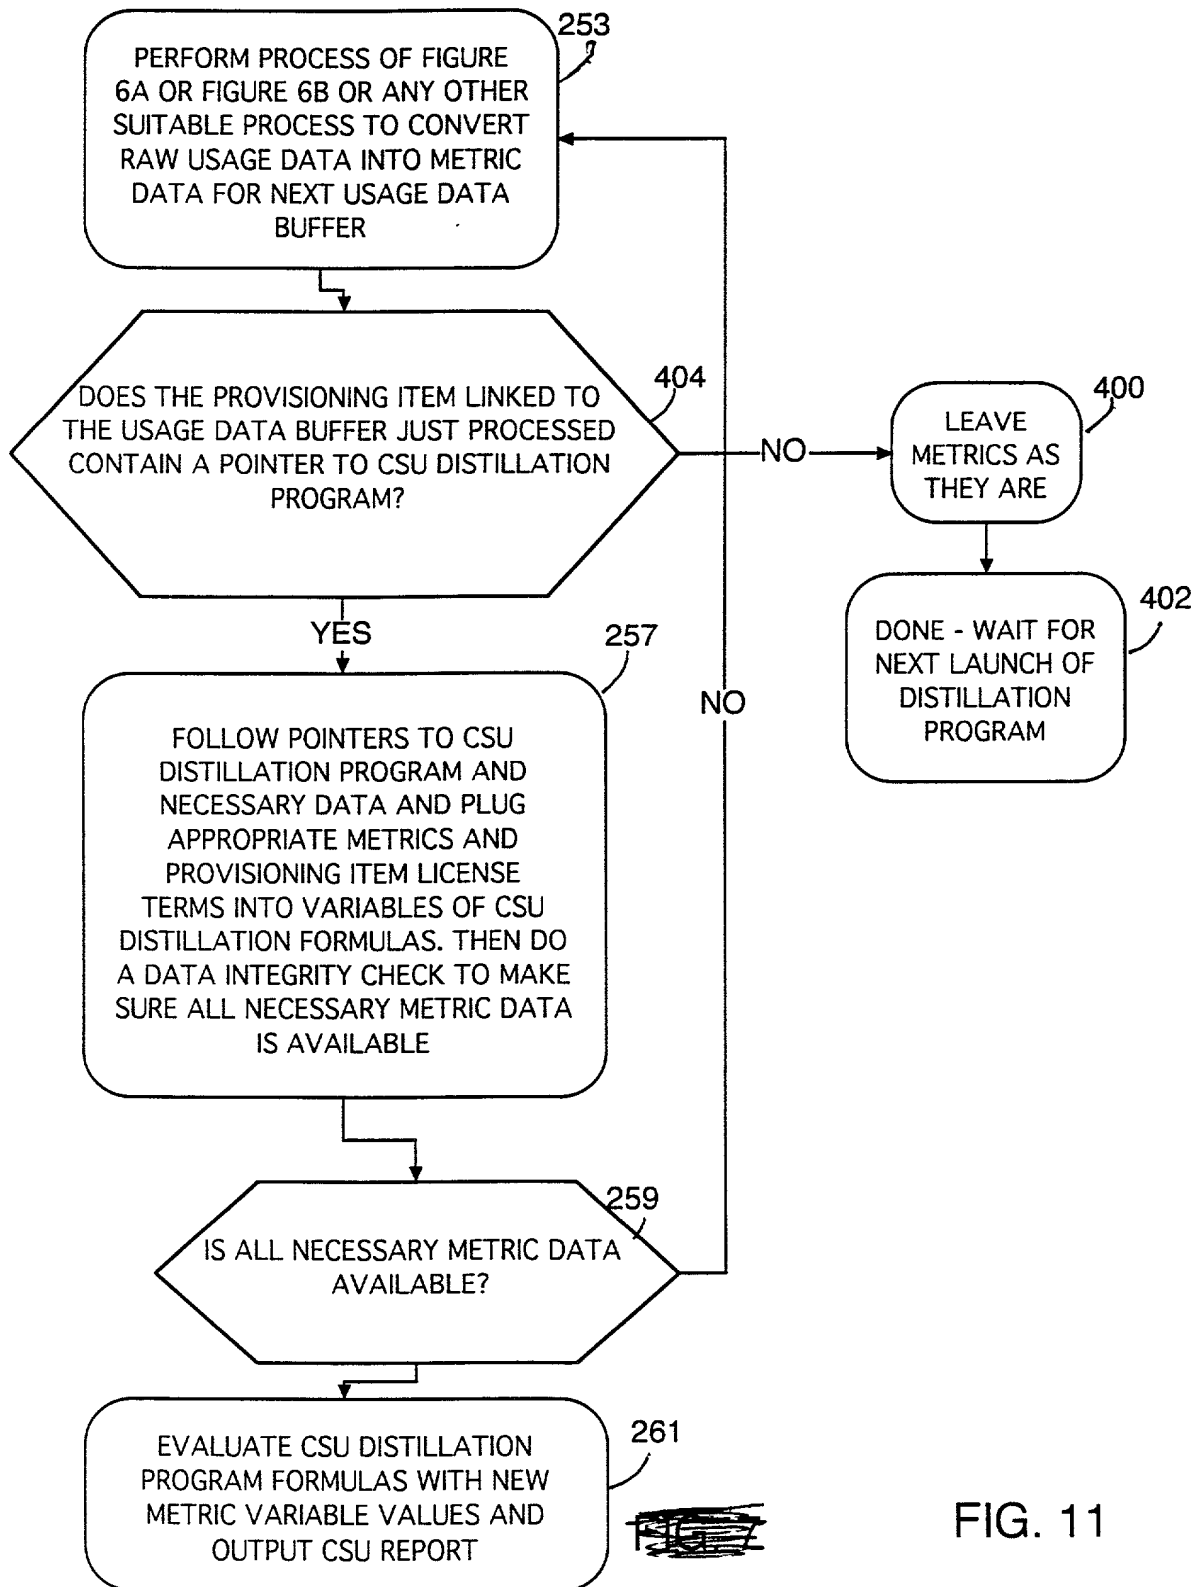 253
PERFORM PROCESS OF FIGURE
6A OR FIGURE 6B OR ANY OTHER
SUITABLE PROCESS TO CONVERT
RAW USAGE DATA INTO METRIC
DATA FOR NEXT USAGE DATA
BUFFER
404
DOES THE PROVISIONING ITEM LINKED TO
THE USAGE DATA BUFFER JUST PROCESSED
CONTAIN A POINTER TO CSU DISTILLATION
PROGRAM?
NO
400
LEAVE
METRICS AS
THEY ARE
402
DONE - WAIT FOR
NEXT LAUNCH OF
DISTILLATION
PROGRAM
YES
257
NO
FOLLOW POINTERS TO CSU
DISTILLATION PROGRAM AND
NECESSARY DATA AND PLUG
APPROPRIATE METRICS AND
PROVISIONING ITEM LICENSE
TERMS INTO VARIABLES OF CSU
DISTILLATION FORMULAS. THEN DO
A DATA INTEGRITY CHECK TO MAKE
SURE ALL NECESSARY METRIC DATA
IS AVAILABLE
259
IS ALL NECESSARY METRIC DATA
AVAILABLE?
261
EVALUATE CSU DISTILLATION
PROGRAM FORMULAS WITH NEW
METRIC VARIABLE VALUES AND
OUTPUT CSU REPORT
FIG. 11